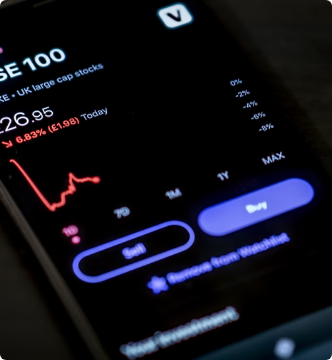 V
SE 100
KE • UK large cap stocks
£26.95
↘ 6.83% (£1.98) Today
0%
-2%
-4%
-6%
-8%
1D 7D 1M 1Y MAX
Sell Buy
Remove from Watchlist
Your investment